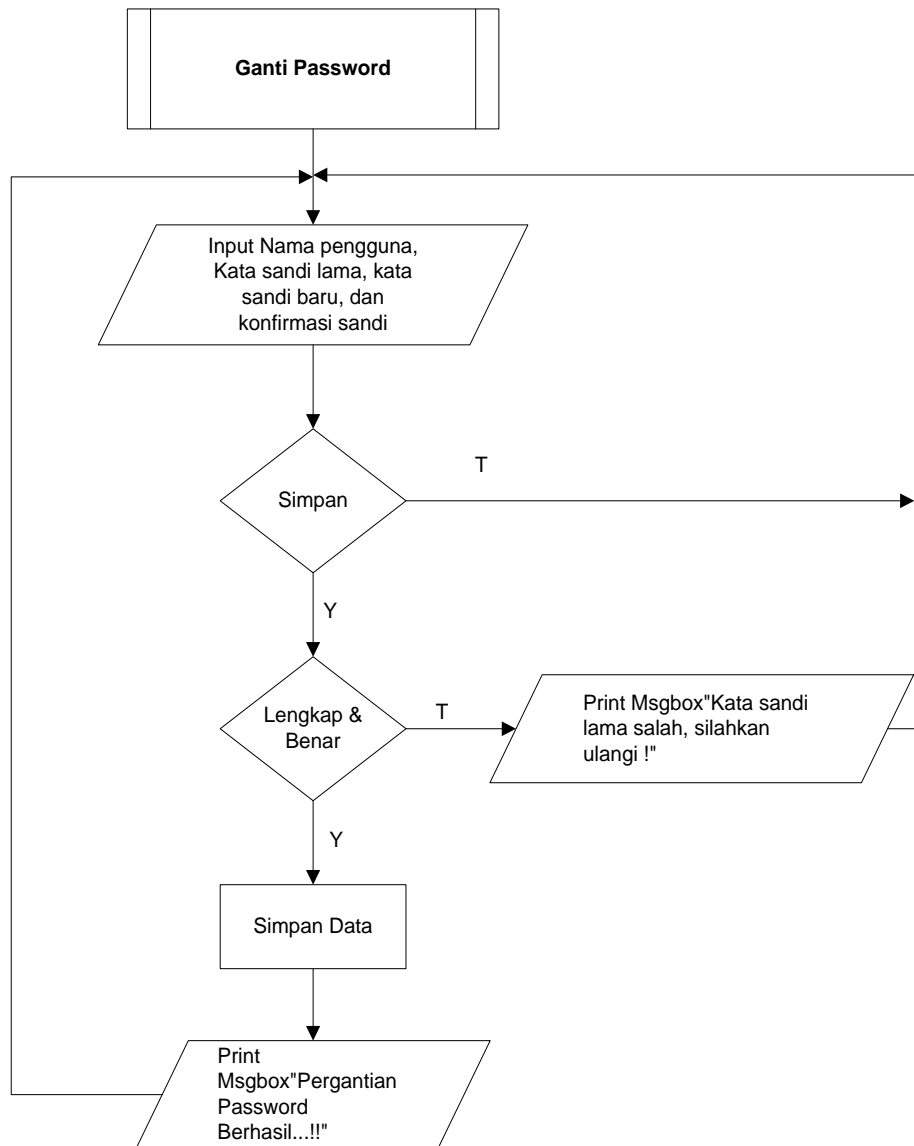 Ganti Password
Input Nama pengguna,
Kata sandi lama, kata
sandi baru, dan
konfirmasi sandi
Simpan
T
Y
Lengkap &
Benar
T
Print Msgbox"Kata sandi
lama salah, silahkan
ulangi !"
Y
Simpan Data
Print
Msgbox"Pergantian
Password
Berhasil...!!"